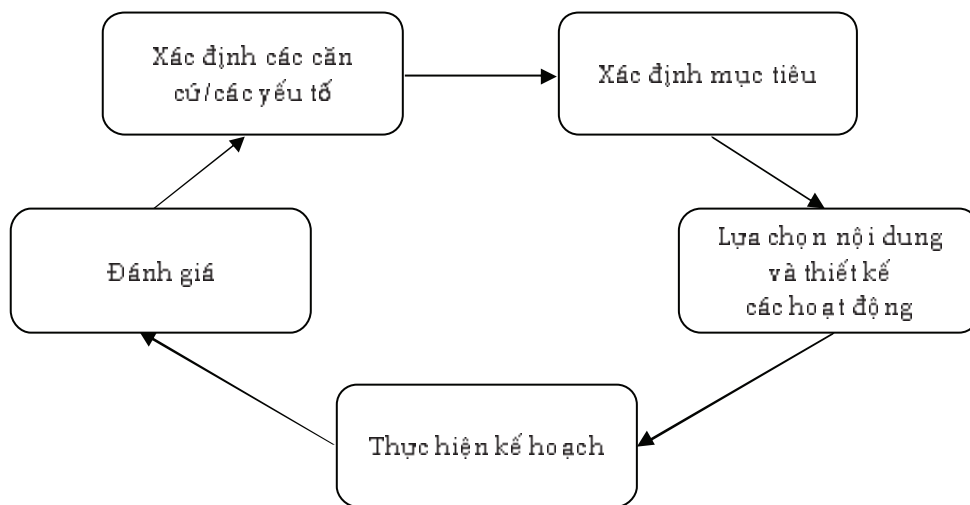 Xác định các căn
cứ/các yếu tố
Xác định mục tiêu
Lựa chọn nội dung
và thiết kế
các hoạt động
Thực hiện kế hoạch
Đánh giá